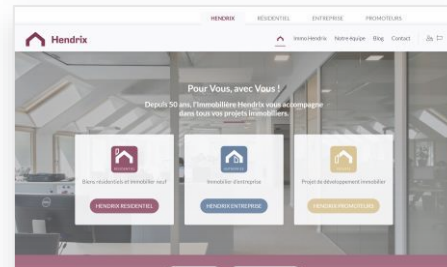 HENDRIX RÉSIDENTIEL ENTREPRISE PROMOTEURS
Hendrix Immo Hendrix Notre équipe Blog Contact
Pour Vous, avec Vous !
Depuis 50 ans, l'Immobilière Hendrix vous accompagne
dans tous vos projets Immobiliers.
Biens résidentiels et immobilier neuf
Immobilier d'entreprise
Projet de développement immobilier
HENDRIX RESIDENTIEL
HENDRIX ENTREPRISE
HENDRIX PROMOTEURS